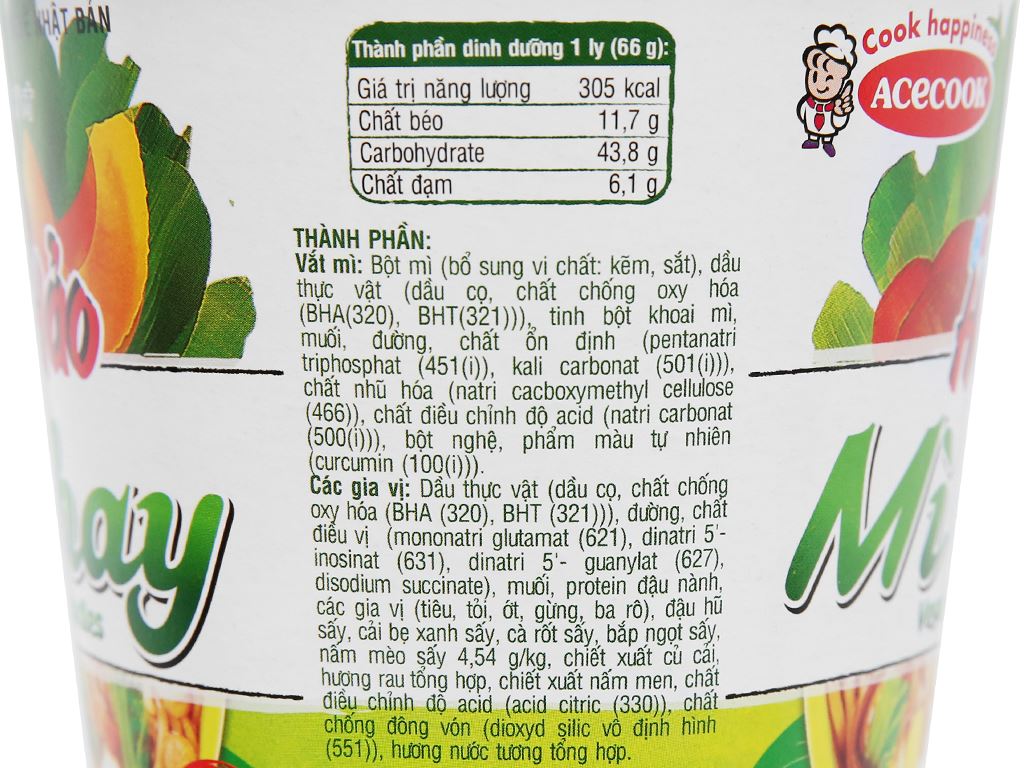 NHẬT BẢN
Thành phần dinh dưỡng 1 ly (66 g):
Giá trị năng lượng 305 kcal
Chất béo 11,7 g
Carbohydrate 43,8 g
Chất đạm 6,1 g
Cook happiness
ACECOOK
THÀNH PHẦN:
Vắt mì: Bột mì (bổ sung vi chất: kẽm, sắt), dầu
thực vật (dầu cọ, chất chống oxy hóa
(BHA(320), BHT(321))), tinh bột khoai mì,
muối, đường, chất ổn định (pentanatri
triphosphat (451(i)), kali carbonat (501(i))),
chất nhũ hóa (natri cacboxymethyl cellulose
(466)), chất điều chỉnh độ acid (natri carbonat
(500(i))), bột nghệ, phẩm màu tự nhiên
(curcumin (100(i))).
Các gia vị: Dầu thực vật (dầu cọ, chất chống
oxy hóa (BHA (320), BHT (321))), đường, chất
điều vị (mononatri glutamat (621), dinatri 5'-
inosinat (631), dinatri 5'- guanylat (627),
disodium succinate), muối, protein đậu nành,
các gia vị (tiêu, tỏi, ớt, gừng, ba rô), đậu hũ
sấy, cải bẹ xanh sấy, cà rốt sấy, bắp ngọt sấy,
nấm mèo sấy 4,54 g/kg, chiết xuất củ cải,
hương rau tổng hợp, chiết xuất nấm men, chất
điều chỉnh độ acid (acid citric (330)), chất
chống đông vón (dioxyd silic vô định hình
(551)), hương nước tương tổng hợp.
ảo
hay
Mì